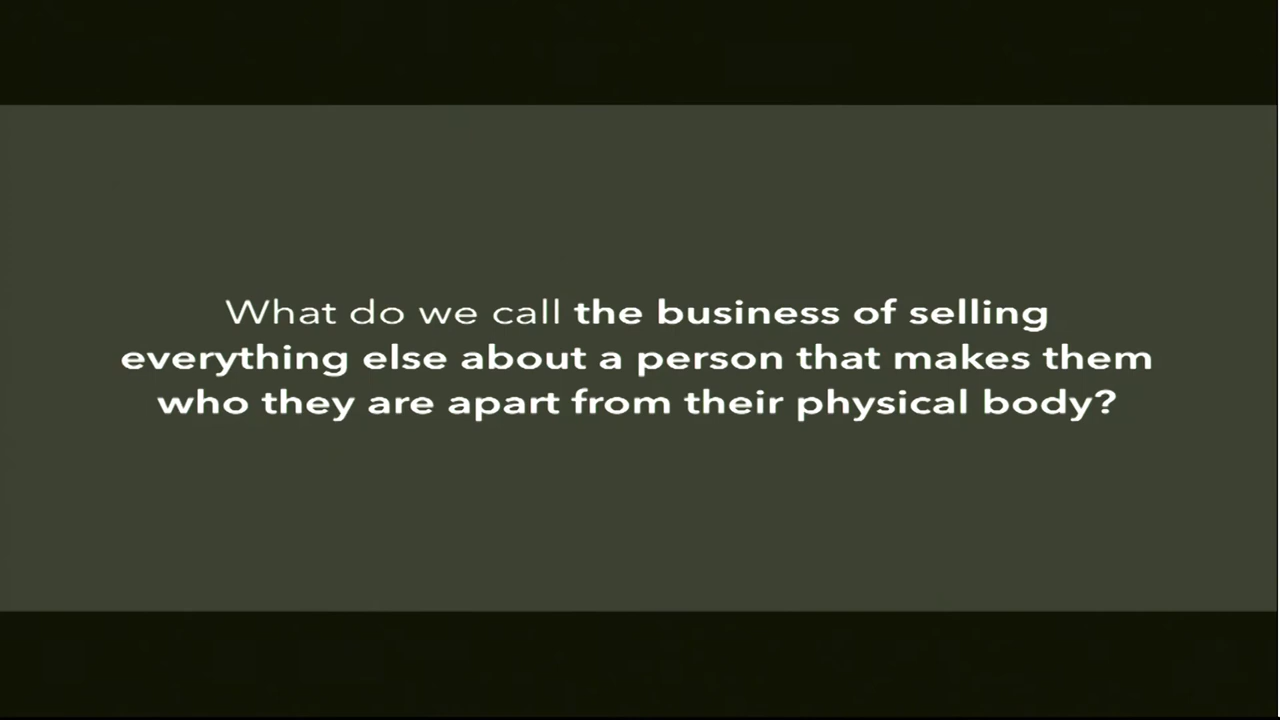 What do we call the business of selling
everything else about a person that makes them
who they are apart from their physical body?